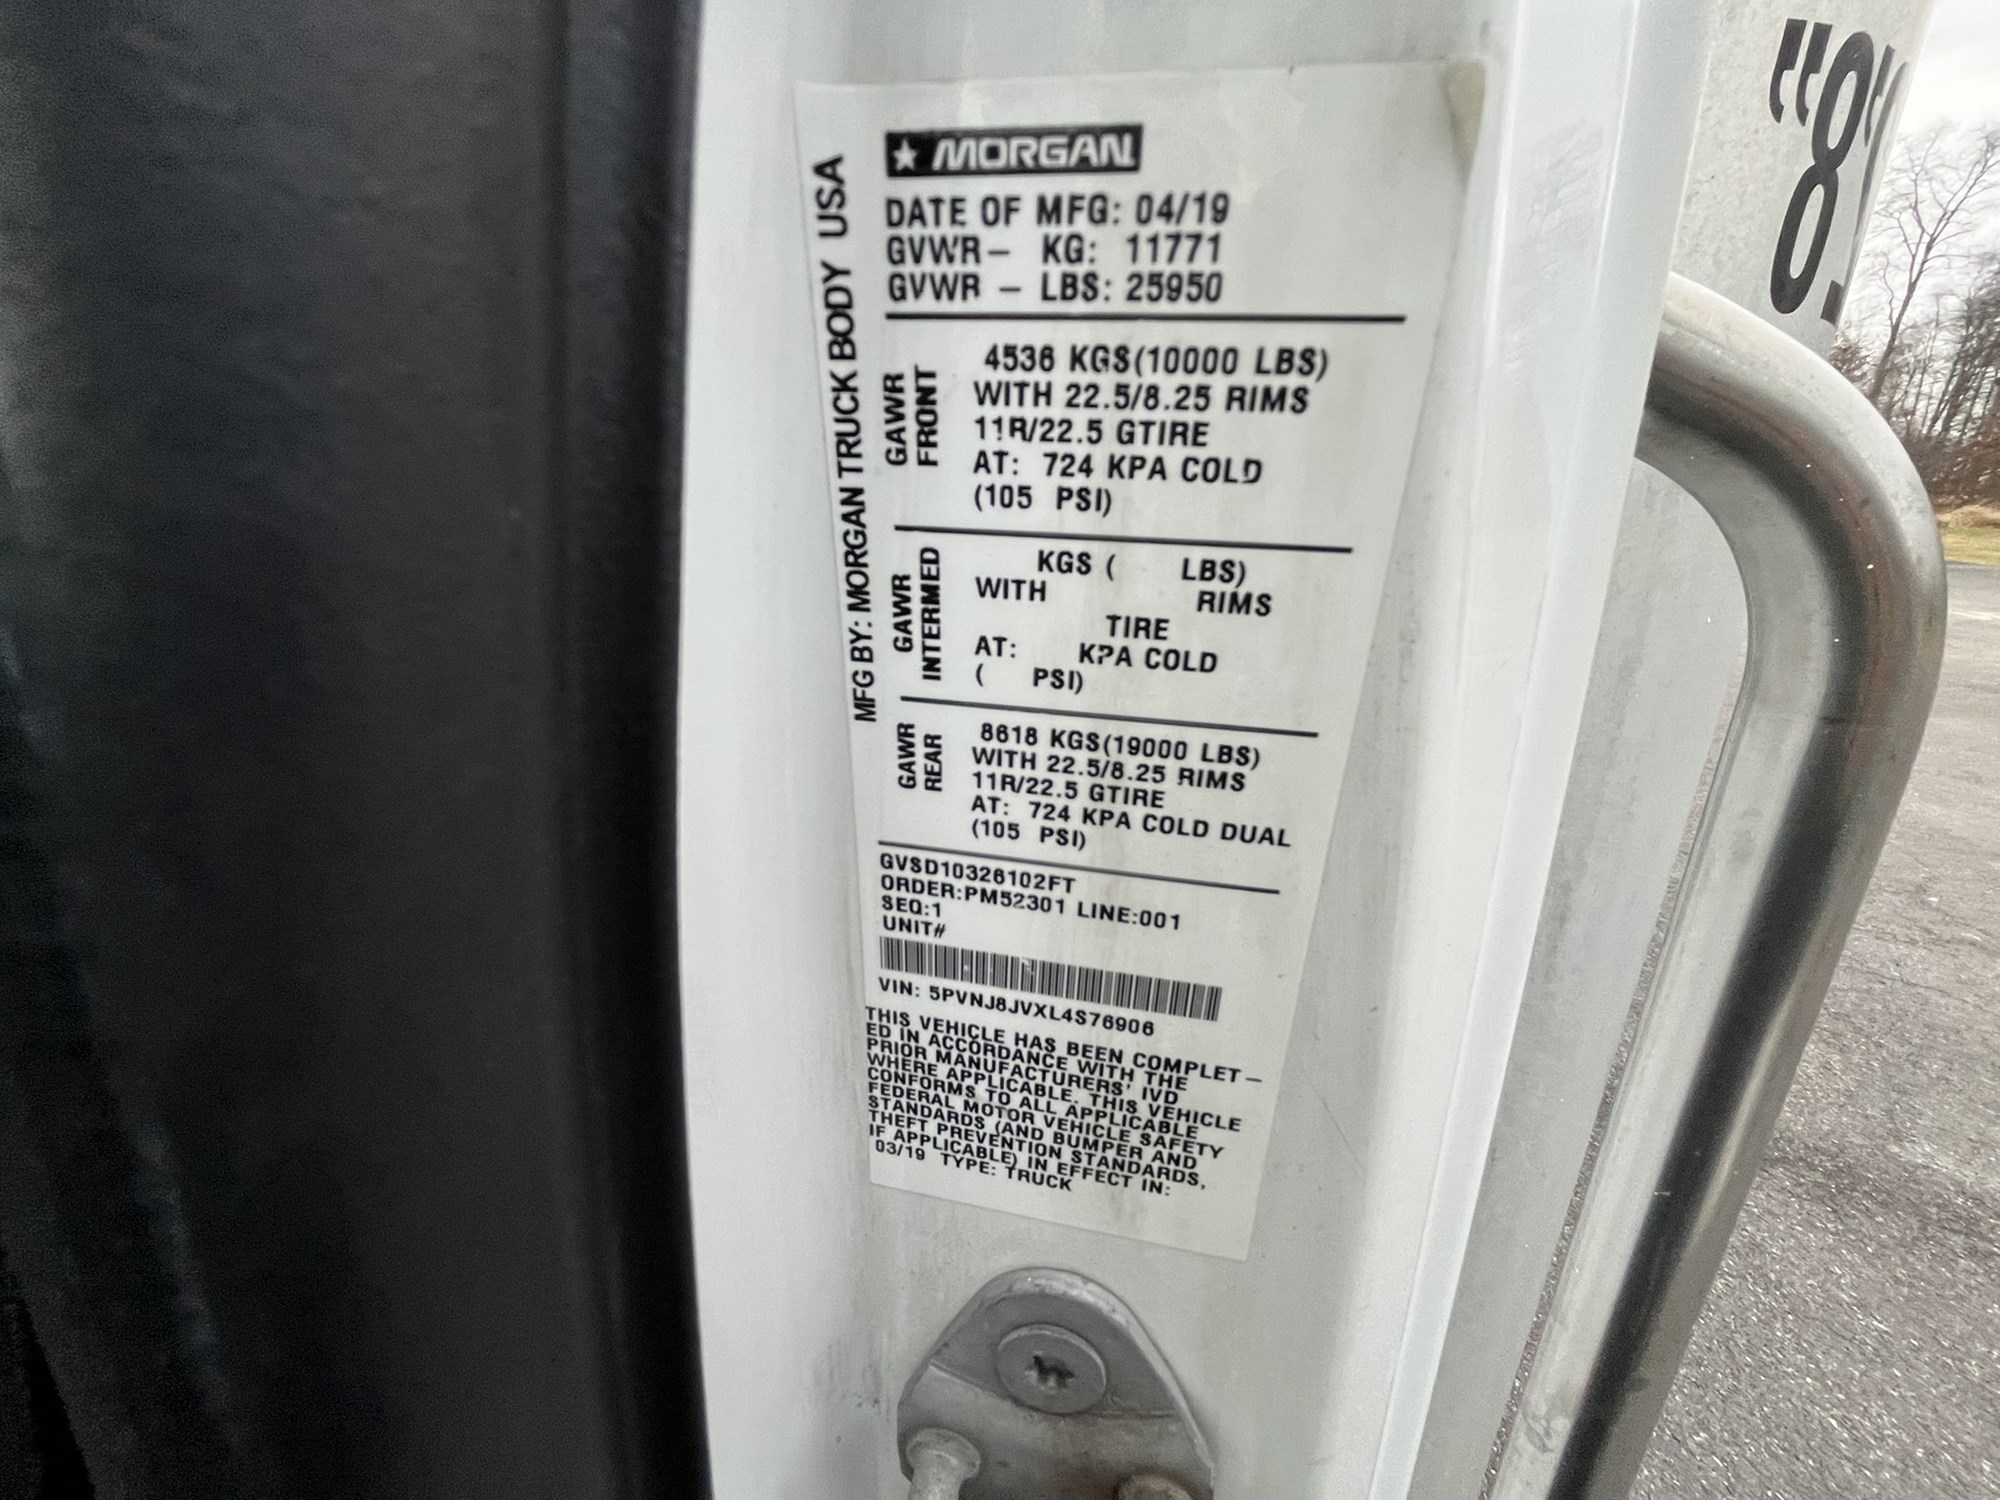 MORGAN
DATE OF MFG: 04/19
GVWR- KG: 11771
GVWR - LBS: 25950
MFG BY: MORGAN TRUCK BODY USA
GAWR FRONT
4536 KGS(10000 LBS)
WITH 22.5/8.25 RIMS
11R/22.5 GTIRE
AT: 724 KPA COLD
(105 PSI)
GAWR INTERMED
KGS ( LBS)
WITH RIMS
TIRE
AT: KPA COLD
( PSI)
GAWR REAR
8618 KGS(19000 LBS)
WITH 22.5/8.25 RIMS
11R/22.5 GTIRE
AT: 724 KPA COLD DUAL
(105 PSI)
GVSD10326102FT
ORDER:PM52301 LINE:001
SEQ:1
UNIT#
VIN: 5PVNJ8JVXL4S76906
THIS VEHICLE HAS BEEN COMPLET-
ED IN ACCORDANCE WITH THE
PRIOR MANUFACTURERS' IVD
WHERE APPLICABLE. THIS VEHICLE
CONFORMS TO ALL APPLICABLE
FEDERAL MOTOR VEHICLE SAFETY
STANDARDS (AND BUMPER AND
THEFT PREVENTION STANDARDS,
IF APPLICABLE) IN EFFECT IN:
03/19 TYPE: TRUCK